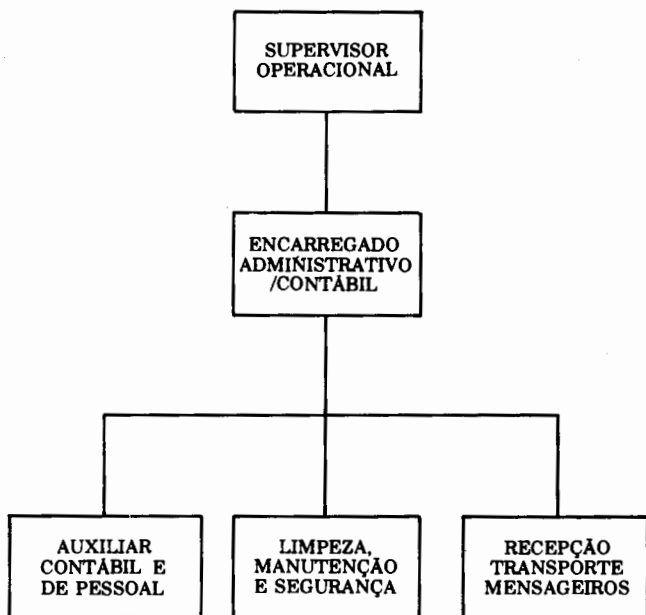 SUPERVISOR
OPERACIONAL
ENCARREGADO
ADMINISTRATIVO
/CONTÁBIL
AUXILIAR
CONTÁBIL E
DE PESSOAL
LIMPEZA,
MANUTENÇÃO
E SEGURANÇA
RECEPÇÃO
TRANSPORTE
MENSAGEIROS